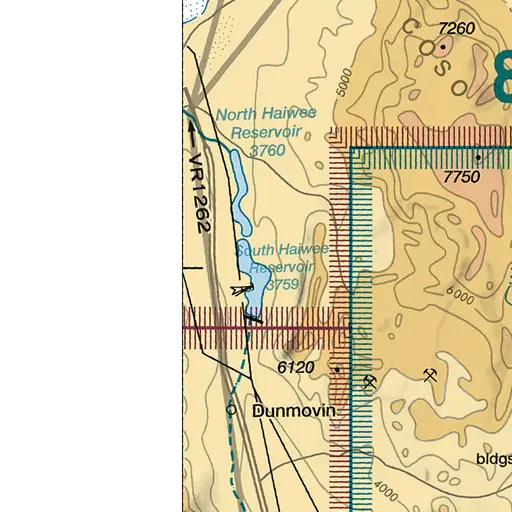 7260
COSO
8
5000
North Haiwee
Reservoir
3760
7750
VR1262
South Haiwee
Reservoir
3759
6000
6120
Dunmovin
bldgs
4000